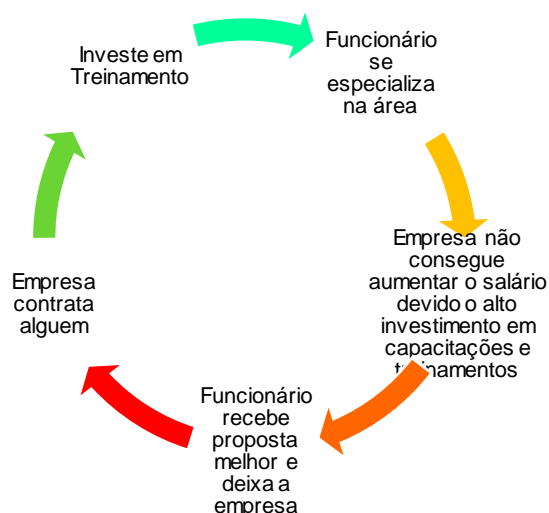 Investe em
Treinamento
Funcionário
se
especializa
na área
Empresa não
consegue
aumentar o salário
devido o alto
investimento em
capacitações e
treinamentos
Funcionário
recebe
proposta
melhor e
deixa a
empresa
Empresa
contrata
alguem